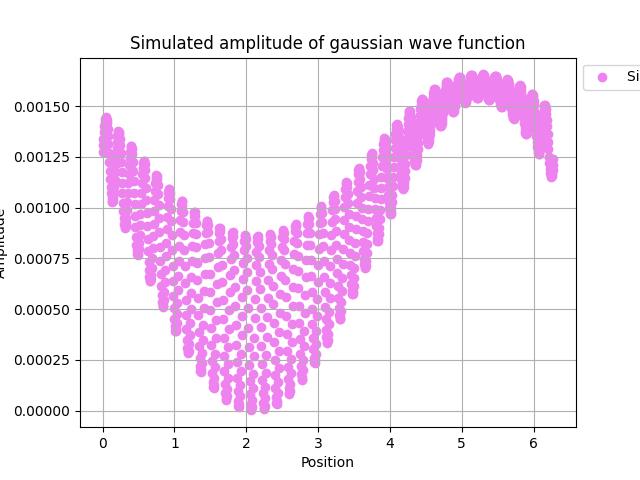 Simulated amplitude of gaussian wave function
Si
0.00150
0.00125
0.00100
0.00075
0.00050
0.00025
0.00000
Amplitude
0 1 2 3 4 5 6
Position